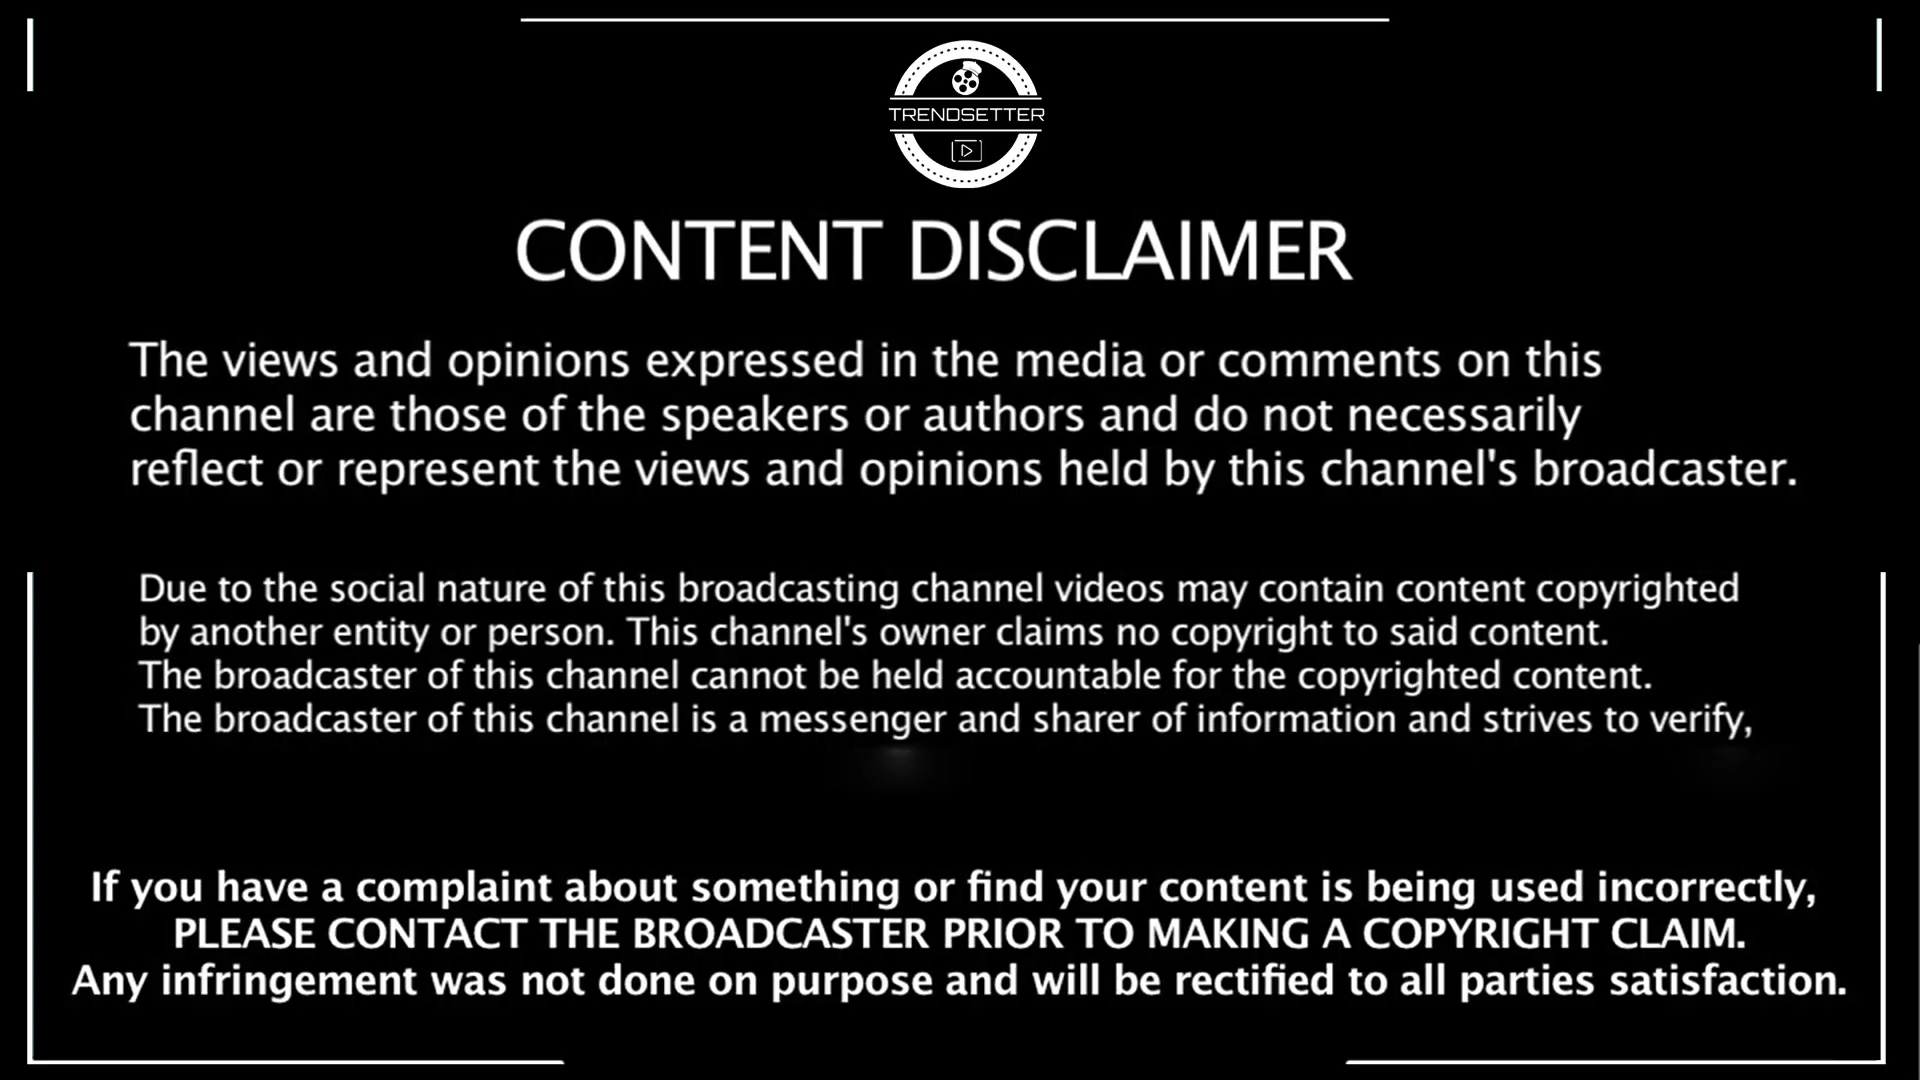 TRENDSETTER
CONTENT DISCLAIMER
The views and opinions expressed in the media or comments on this
channel are those of the speakers or authors and do not necessarily
reflect or represent the views and opinions held by this channel's broadcaster.
Due to the social nature of this broadcasting channel videos may contain content copyrighted
by another entity or person. This channel's owner claims no copyright to said content.
The broadcaster of this channel cannot be held accountable for the copyrighted content.
The broadcaster of this channel is a messenger and sharer of information and strives to verify,
If you have a complaint about something or find your content is being used incorrectly,
PLEASE CONTACT THE BROADCASTER PRIOR TO MAKING A COPYRIGHT CLAIM.
Any infringement was not done on purpose and will be rectified to all parties satisfaction.